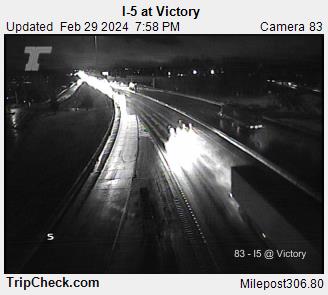 I-5 at Victory
Updated  Feb 29 2024  7:58 PM
Camera 83
T
S
83 - I5 @ Victory
TripCheck.com
Milepost306.80